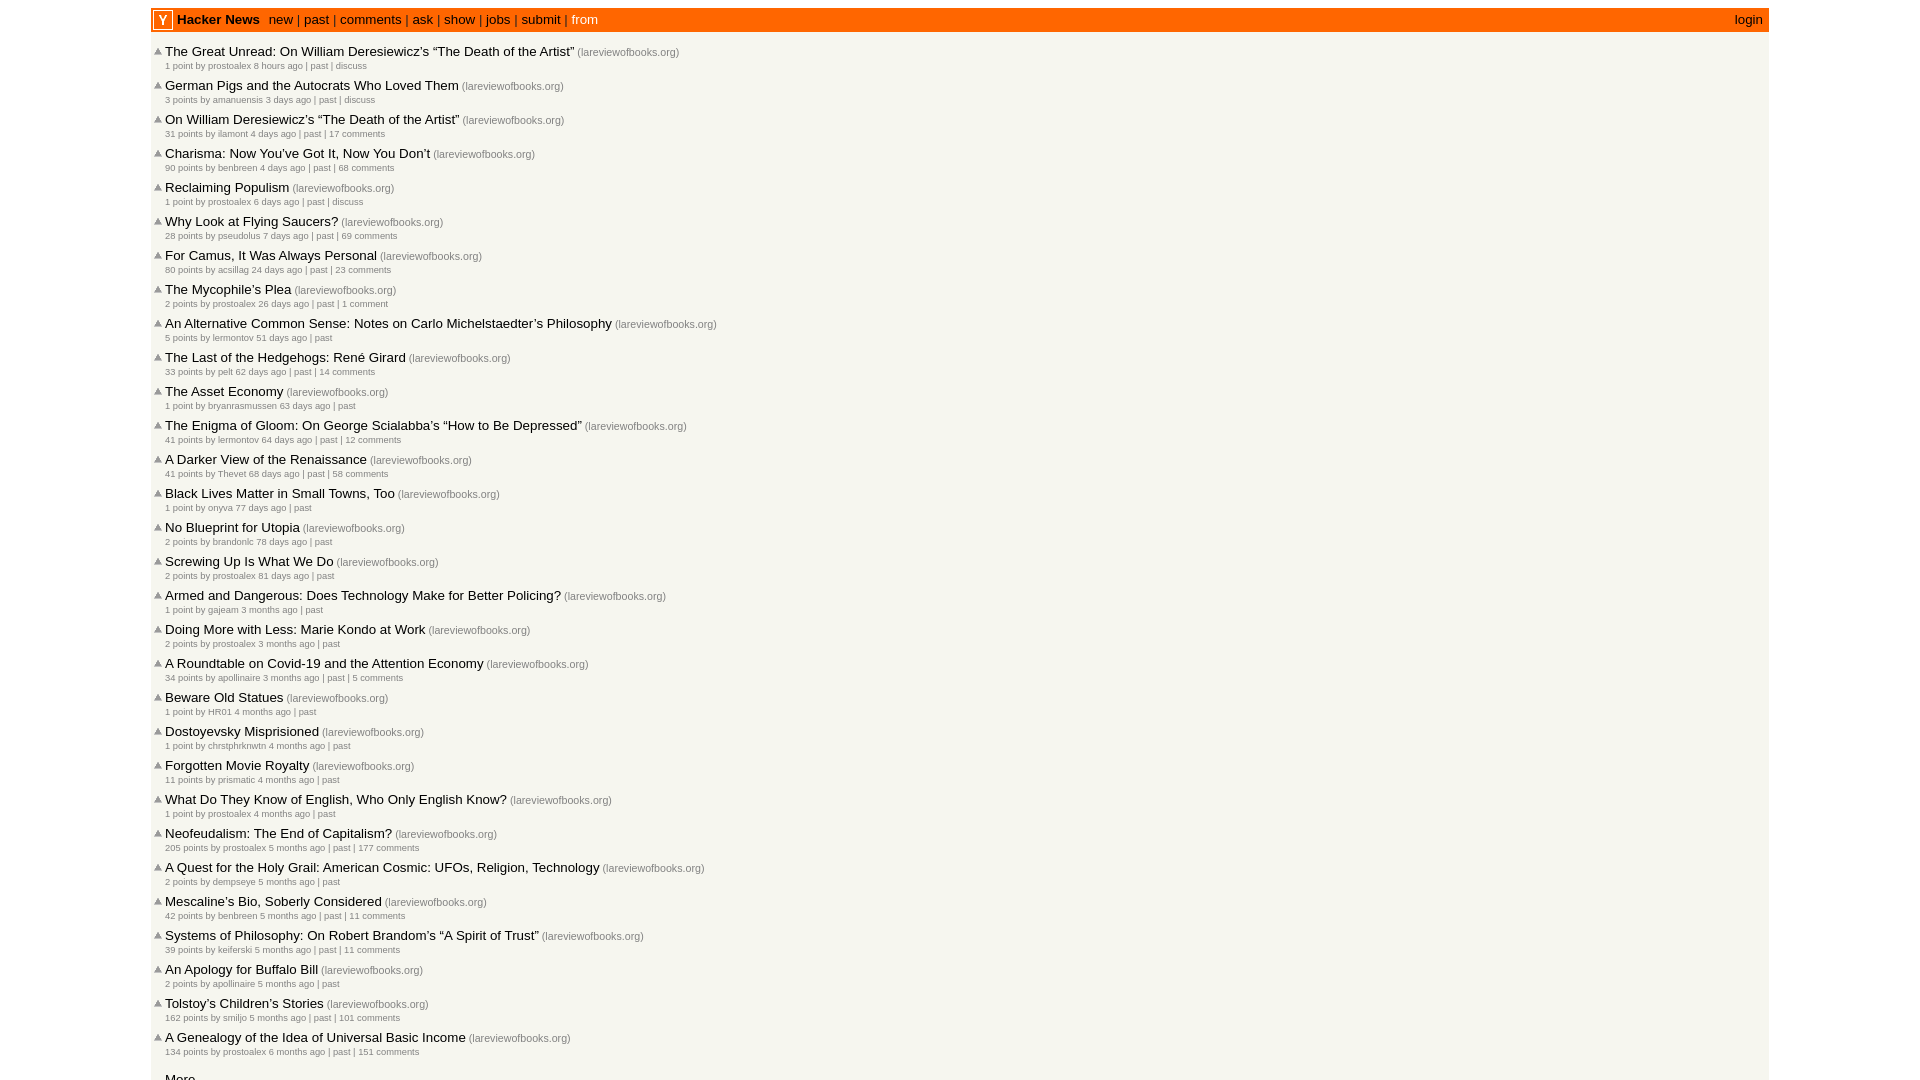 Y Hacker News new | past | comments | ask | show | jobs | submit | from login
The Great Unread: On William Deresiewicz’s “The Death of the Artist” (lareviewofbooks.org)
1 point by prostoalex 8 hours ago | past | discuss
German Pigs and the Autocrats Who Loved Them (lareviewofbooks.org)
3 points by amanuensis 3 days ago | past | discuss
On William Deresiewicz’s “The Death of the Artist” (lareviewofbooks.org)
31 points by ilamont 4 days ago | past | 17 comments
Charisma: Now You’ve Got It, Now You Don’t (lareviewofbooks.org)
90 points by benbreen 4 days ago | past | 68 comments
Reclaiming Populism (lareviewofbooks.org)
1 point by prostoalex 6 days ago | past | discuss
Why Look at Flying Saucers? (lareviewofbooks.org)
28 points by pseudolus 7 days ago | past | 69 comments
For Camus, It Was Always Personal (lareviewofbooks.org)
80 points by acsillag 24 days ago | past | 23 comments
The Mycophile’s Plea (lareviewofbooks.org)
2 points by prostoalex 26 days ago | past | 1 comment
An Alternative Common Sense: Notes on Carlo Michelstaedter’s Philosophy (lareviewofbooks.org)
5 points by lermontov 51 days ago | past
The Last of the Hedgehogs: René Girard (lareviewofbooks.org)
33 points by pelt 62 days ago | past | 14 comments
The Asset Economy (lareviewofbooks.org)
1 point by bryanrasmussen 63 days ago | past
The Enigma of Gloom: On George Scialabba’s “How to Be Depressed” (lareviewofbooks.org)
41 points by lermontov 64 days ago | past | 12 comments
A Darker View of the Renaissance (lareviewofbooks.org)
41 points by Thevet 68 days ago | past | 58 comments
Black Lives Matter in Small Towns, Too (lareviewofbooks.org)
1 point by onyva 77 days ago | past
No Blueprint for Utopia (lareviewofbooks.org)
2 points by brandonlc 78 days ago | past
Screwing Up Is What We Do (lareviewofbooks.org)
2 points by prostoalex 81 days ago | past
Armed and Dangerous: Does Technology Make for Better Policing? (lareviewofbooks.org)
1 point by gajeam 3 months ago | past
Doing More with Less: Marie Kondo at Work (lareviewofbooks.org)
2 points by prostoalex 3 months ago | past
A Roundtable on Covid-19 and the Attention Economy (lareviewofbooks.org)
34 points by apollinaire 3 months ago | past | 5 comments
Beware Old Statues (lareviewofbooks.org)
1 point by HR01 4 months ago | past
Dostoyevsky Misprisioned (lareviewofbooks.org)
1 point by chrstphrknwtn 4 months ago | past
Forgotten Movie Royalty (lareviewofbooks.org)
11 points by prismatic 4 months ago | past
What Do They Know of English, Who Only English Know? (lareviewofbooks.org)
1 point by prostoalex 4 months ago | past
Neofeudalism: The End of Capitalism? (lareviewofbooks.org)
205 points by prostoalex 5 months ago | past | 177 comments
A Quest for the Holy Grail: American Cosmic: UFOs, Religion, Technology (lareviewofbooks.org)
2 points by dempseye 5 months ago | past
Mescaline’s Bio, Soberly Considered (lareviewofbooks.org)
42 points by benbreen 5 months ago | past | 11 comments
Systems of Philosophy: On Robert Brandom’s “A Spirit of Trust” (lareviewofbooks.org)
39 points by keiferski 5 months ago | past | 11 comments
An Apology for Buffalo Bill (lareviewofbooks.org)
2 points by apollinaire 5 months ago | past
Tolstoy’s Children’s Stories (lareviewofbooks.org)
162 points by smiljo 5 months ago | past | 101 comments
A Genealogy of the Idea of Universal Basic Income (lareviewofbooks.org)
134 points by prostoalex 6 months ago | past | 151 comments
More